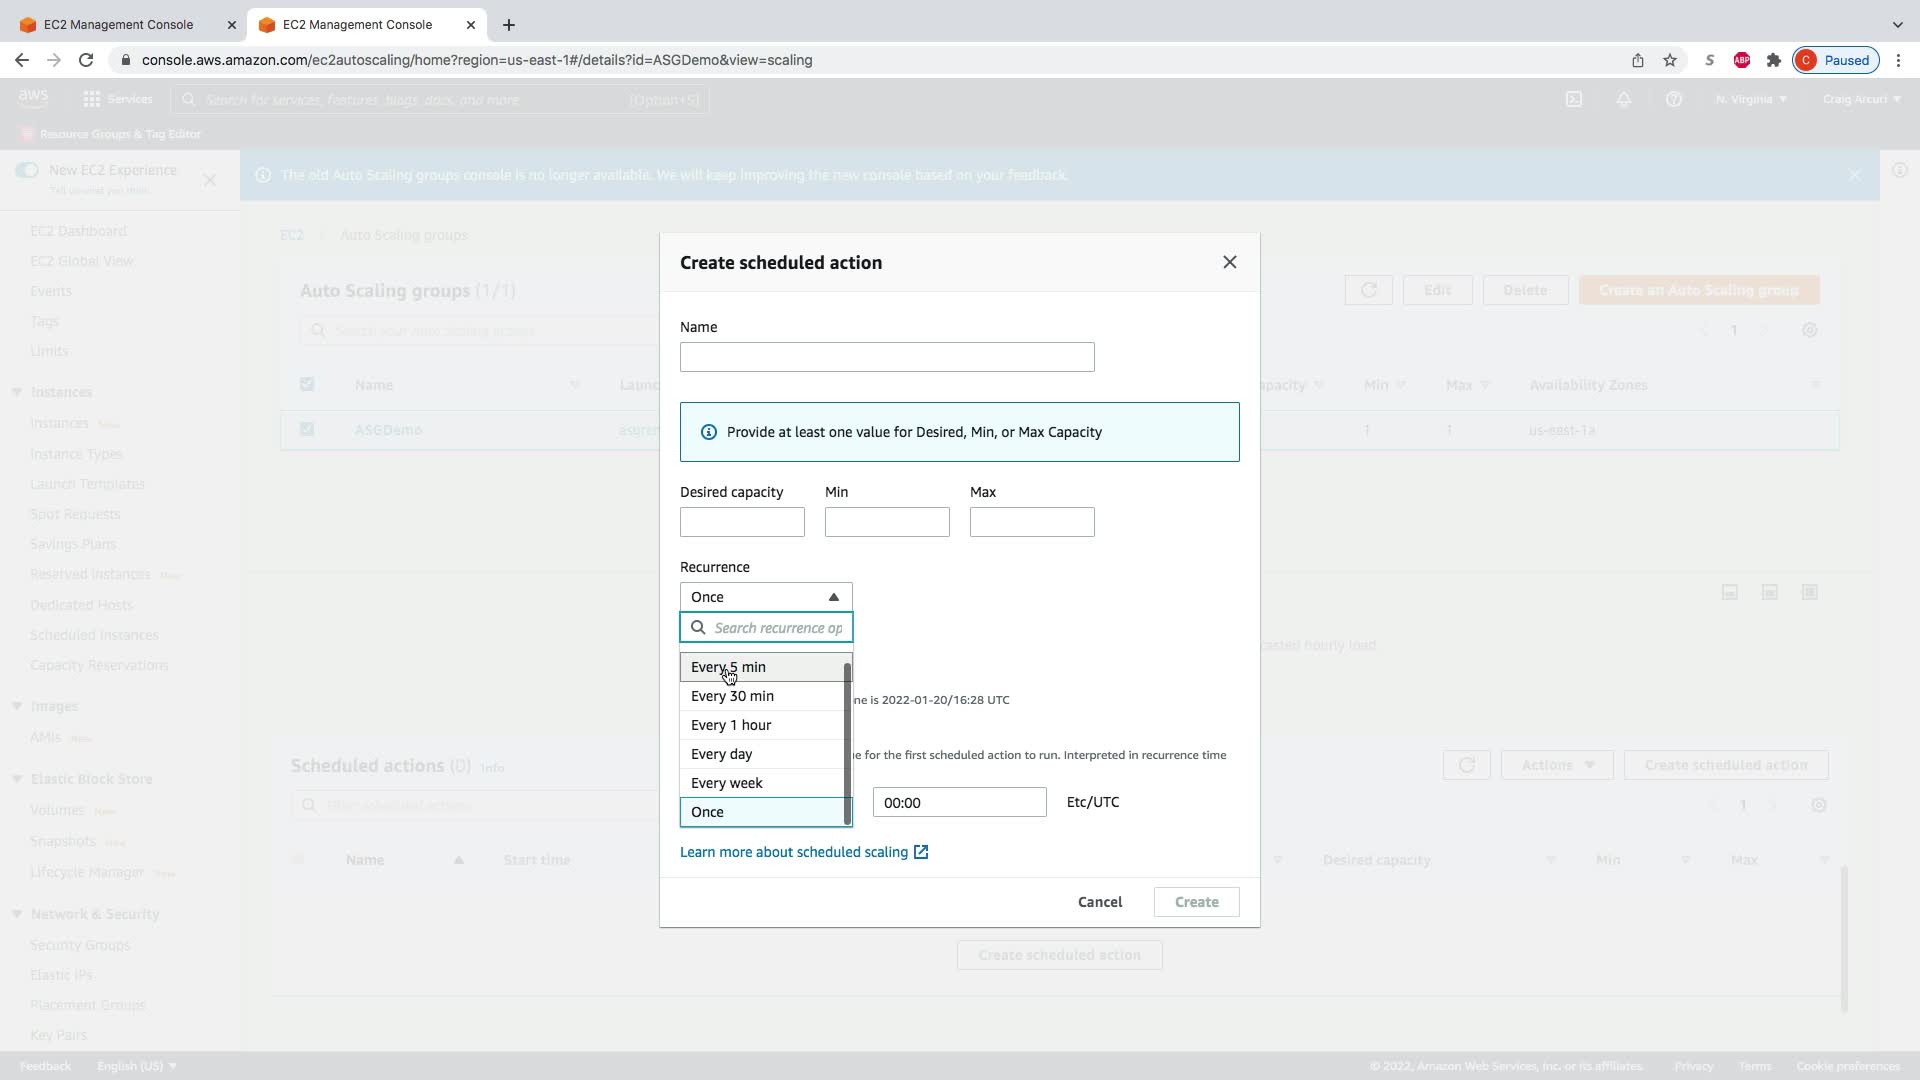 EC2 Management Console
EC2 Management Console
console.aws.amazon.com/ec2autoscaling/home?region=us-east-1#/details?id=ASGDemo&view=scaling
S
ABP
C Paused
aws
Services
Search for services, features, blogs, docs, and more
[Option+S]
N. Virginia
Craig Arcuri
Resource Groups & Tag Editor
New EC2 Experience
Tell us what you think
The old Auto Scaling groups console is no longer available. We will keep improving the new console based on your feedback.
EC2 Dashboard
EC2 Global View
Events
Tags
Limits
Instances
Instances New
Instance Types
Launch Templates
Spot Requests
Savings Plans
Reserved Instances New
Dedicated Hosts
Scheduled Instances
Capacity Reservations
Images
AMIs New
Elastic Block Store
Volumes New
Snapshots New
Lifecycle Manager New
Network & Security
Security Groups
Elastic IPs
Placement Groups
Key Pairs
EC2
Auto Scaling groups
Auto Scaling groups (1/1)
Edit
Delete
Create an Auto Scaling group
Search your Auto Scaling groups
1
Name
Launc
apacity
Min
Max
Availability Zones
ASGDemo
1
1
us-east-1a
Create scheduled action
Name
Provide at least one value for Desired, Min, or Max Capacity
Desired capacity
Min
Max
Recurrence
Once
Search recurrence op
Every 5 min
Every 30 min
Every 1 hour
Every day
Every week
Once
ne is 2022-01-20/16:28 UTC
e for the first scheduled action to run. Interpreted in recurrence time
00:00
Etc/UTC
Learn more about scheduled scaling
Cancel
Create
casted hourly load
Scheduled actions (0) Info
Actions
Create scheduled action
Filter scheduled actions
1
Name
Start time
Desired capacity
Min
Max
Create scheduled action
Feedback
English (US)
© 2022, Amazon Web Services, Inc. or its affiliates.
Privacy
Terms
Cookie preferences